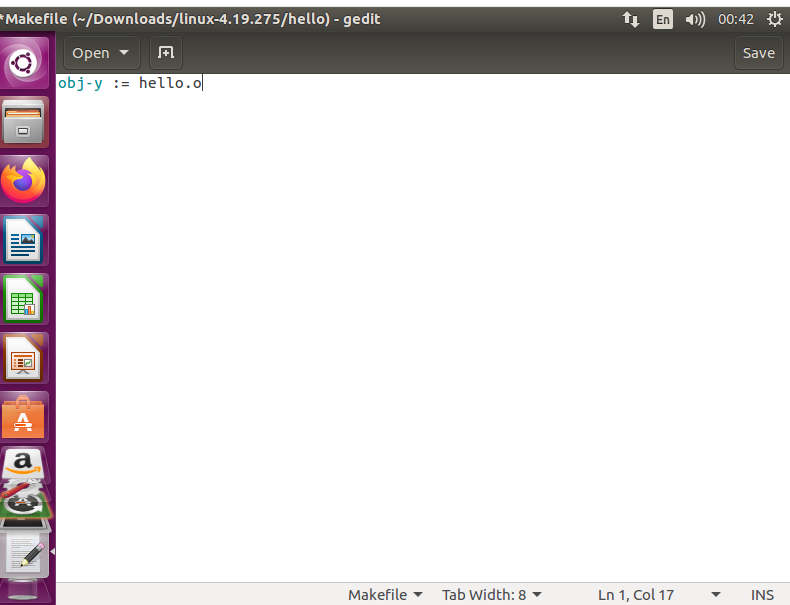 *Makefile (~/Downloads/linux-4.19.275/hello) - gedit
En
00:42
Open
Save
obj-y := hello.o
Makefile
Tab Width: 8
Ln 1, Col 17
INS